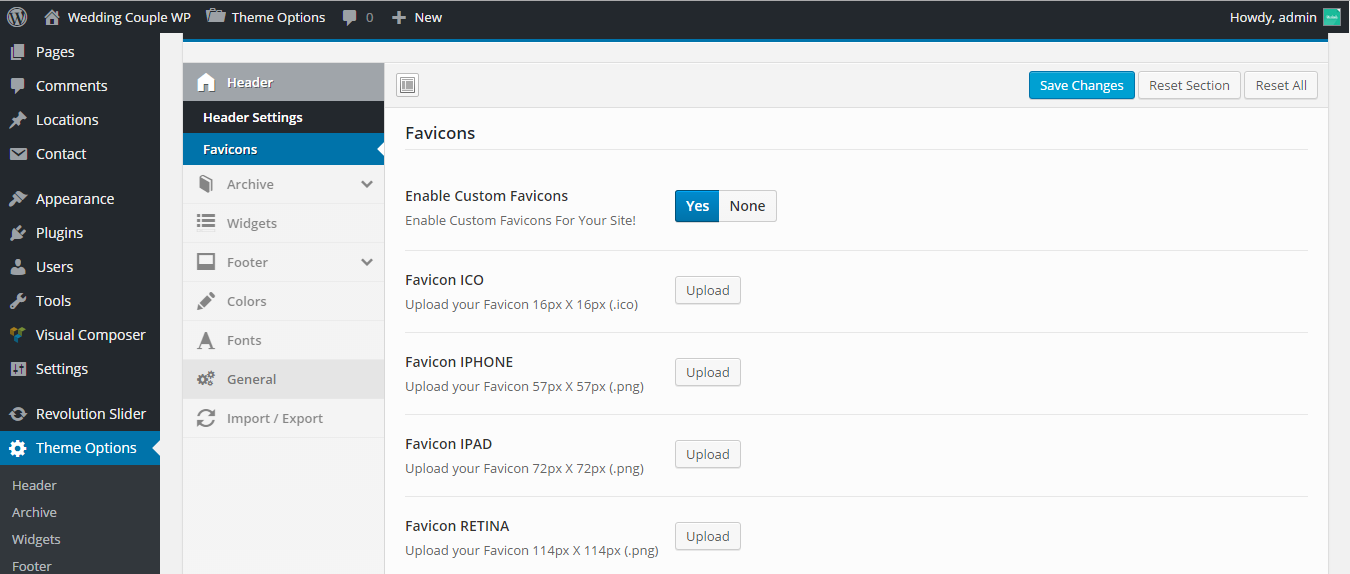 Wedding Couple WP Theme Options 0 New Howdy, admin
Pages
Comments
Locations
Contact
Appearance
Plugins
Users
Tools
Visual Composer
Settings
Revolution Slider
Theme Options
Header
Archive
Widgets
Footer
Header
Header Settings
Favicons
Archive
Widgets
Footer
Colors
Fonts
General
Import / Export
Save Changes Reset Section Reset All
Favicons
Enable Custom Favicons
Enable Custom Favicons For Your Site!
Yes None
Favicon ICO
Upload your Favicon 16px X 16px (.ico)
Upload
Favicon IPHONE
Upload your Favicon 57px X 57px (.png)
Upload
Favicon IPAD
Upload your Favicon 72px X 72px (.png)
Upload
Favicon RETINA
Upload your Favicon 114px X 114px (.png)
Upload